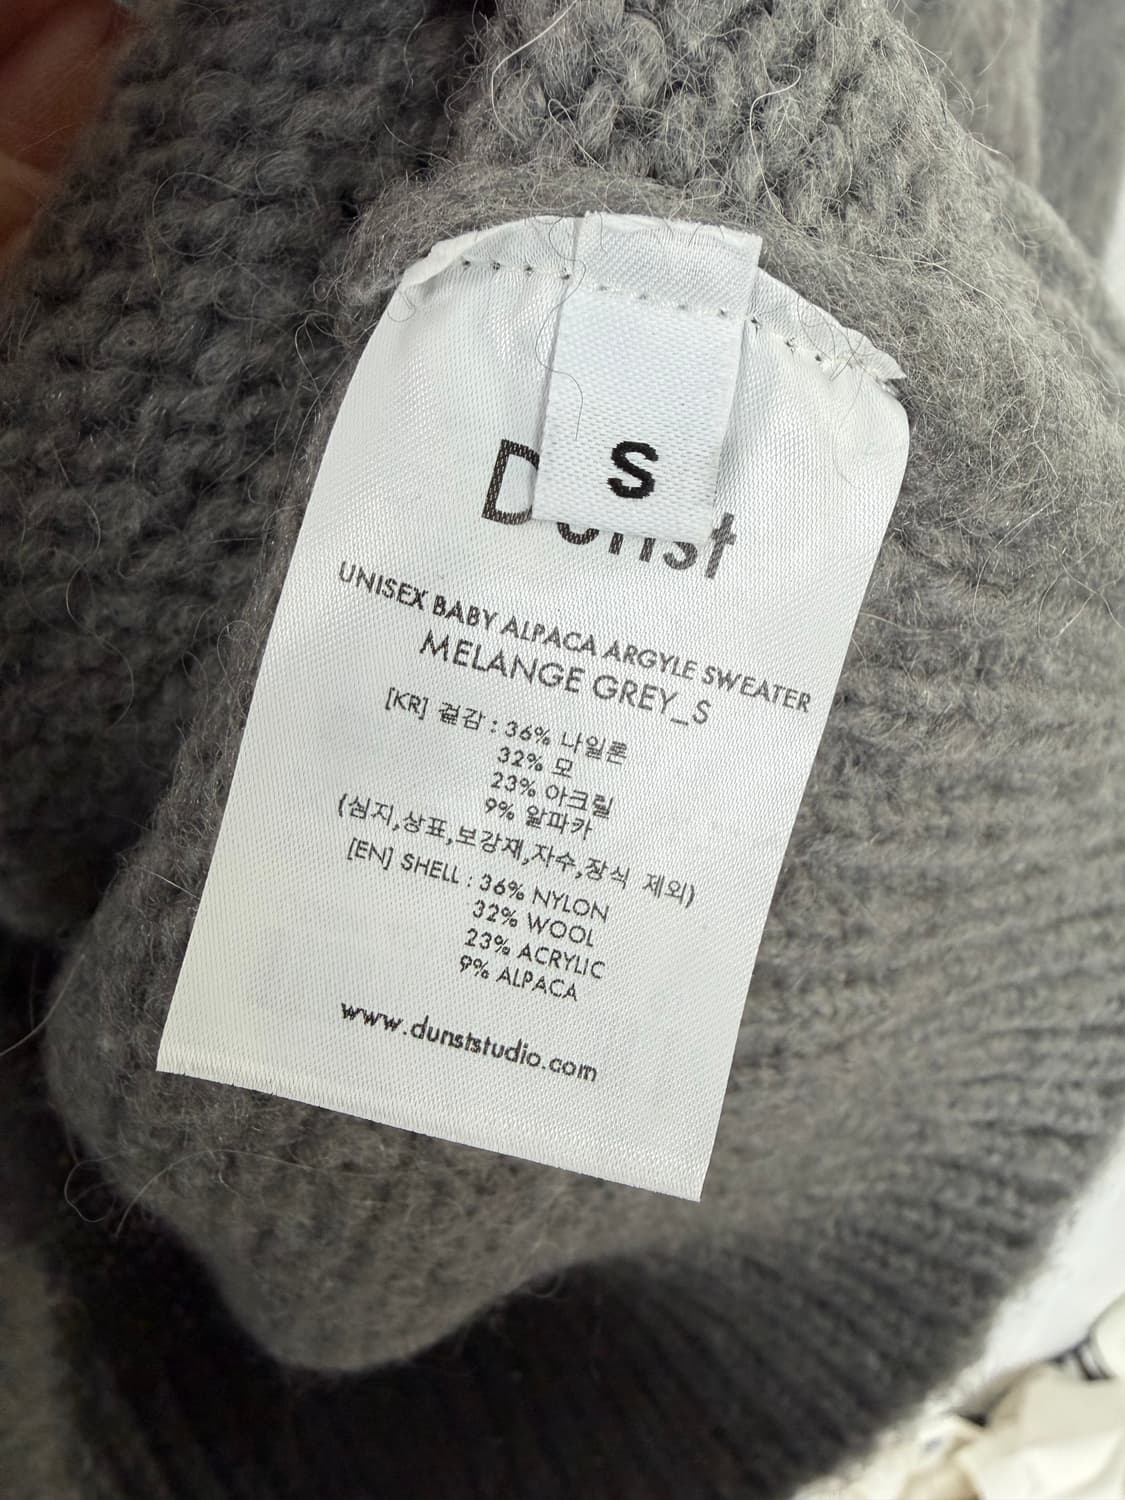 S
Dunst
UNISEX BABY ALPACA ARGYLE SWEATER
MELANGE GREY_S
[KR] 겉감 : 36% 나일론
32% 모
23% 아크릴
9% 알파카
(심지,상표,보강재,자수,장식 제외)
[EN] SHELL : 36% NYLON
32% WOOL
23% ACRYLIC
9% ALPACA
www.dunststudio.com